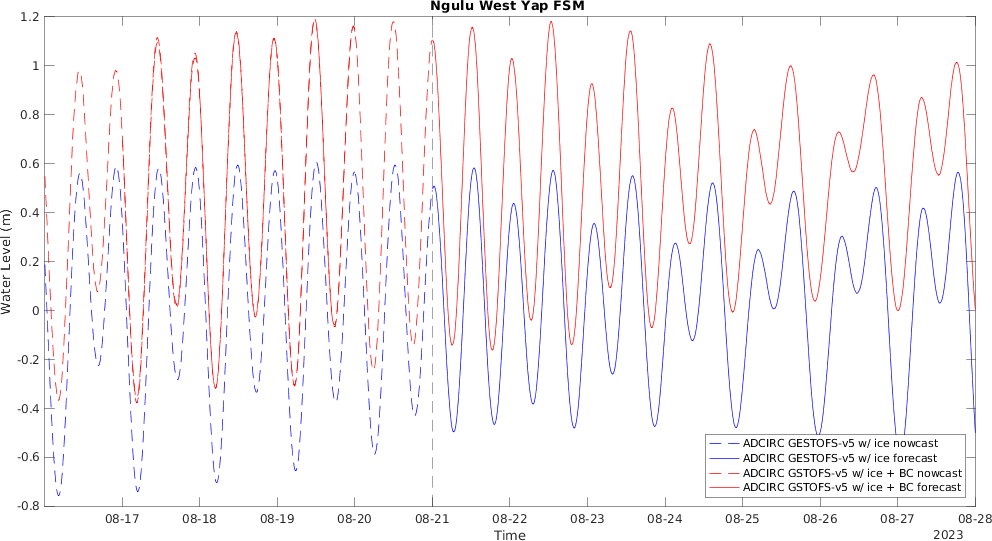 Ngulu West Yap FSM
1.2
1
0.8
0.6
0.4
0.2
0
-0.2
-0.4
-0.6
-0.8
Water Level (m)
ADCIRC GESTOFS-v5 w/ ice nowcast
ADCIRC GESTOFS-v5 w/ ice forecast
ADCIRC GSTOFS-v5 w/ ice + BC nowcast
ADCIRC GSTOFS-v5 w/ ice + BC forecast
08-17 08-18 08-19 08-20 08-21 08-22 08-23 08-24 08-25 08-26 08-27 08-28
Time
2023